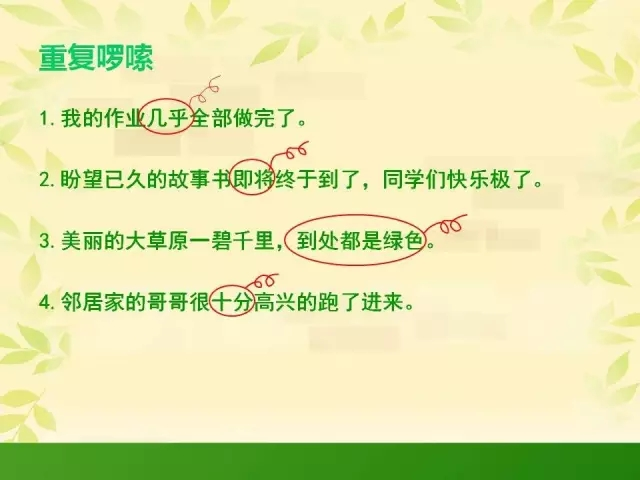 重复啰嗦
1.我的作业几乎全部做完了。
2.盼望已久的故事书即将终于到了，同学们快乐极了。
3.美丽的大草原一碧千里，到处都是绿色。
4.邻居家的哥哥很十分高兴的跑了进来。